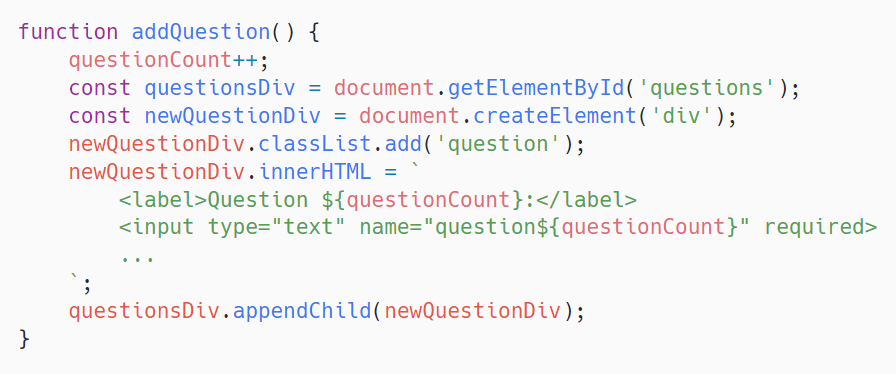 function addQuestion() {
    questionCount++;
    const questionsDiv = document.getElementById('questions');
    const newQuestionDiv = document.createElement('div');
    newQuestionDiv.classList.add('question');
    newQuestionDiv.innerHTML = `
        <label>Question ${questionCount}:</label>
        <input type="text" name="question${questionCount}" required>
        ...
    `;
    questionsDiv.appendChild(newQuestionDiv);
}